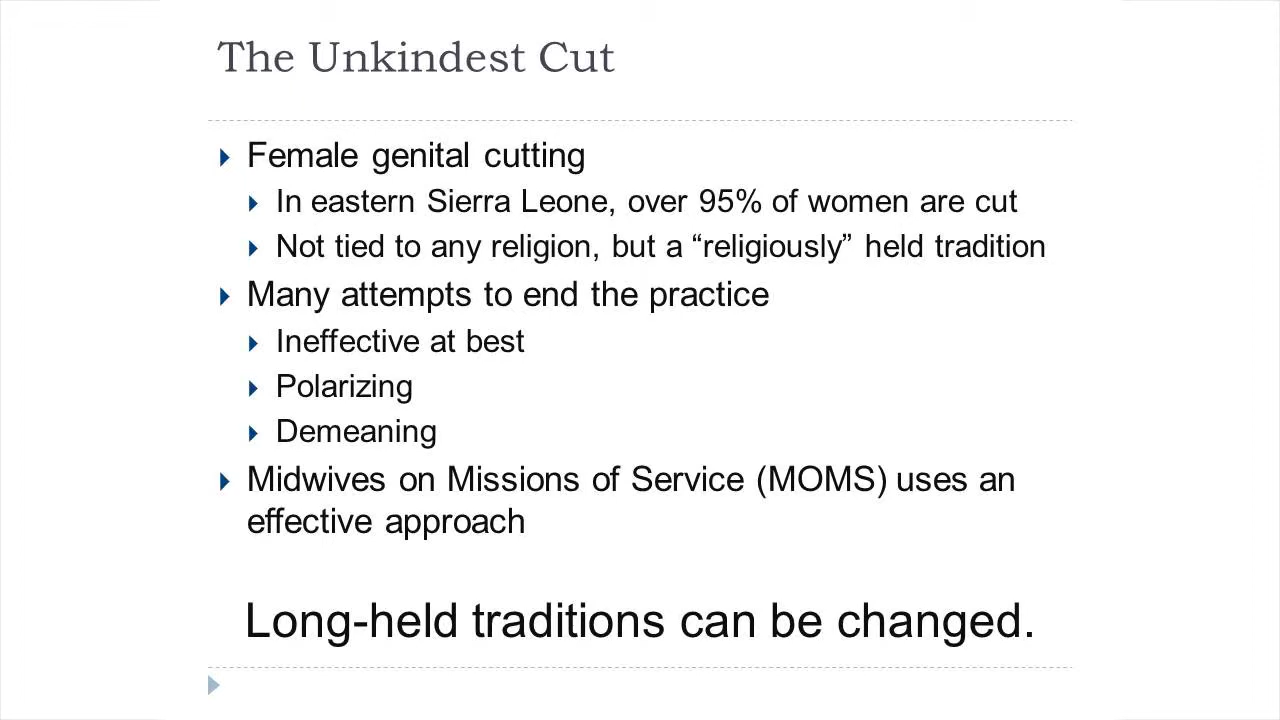 The Unkindest Cut
Female genital cutting
In eastern Sierra Leone, over 95% of women are cut
Not tied to any religion, but a “religiously” held tradition
Many attempts to end the practice
Ineffective at best
Polarizing
Demeaning
Midwives on Missions of Service (MOMS) uses an
effective approach
Long-held traditions can be changed.